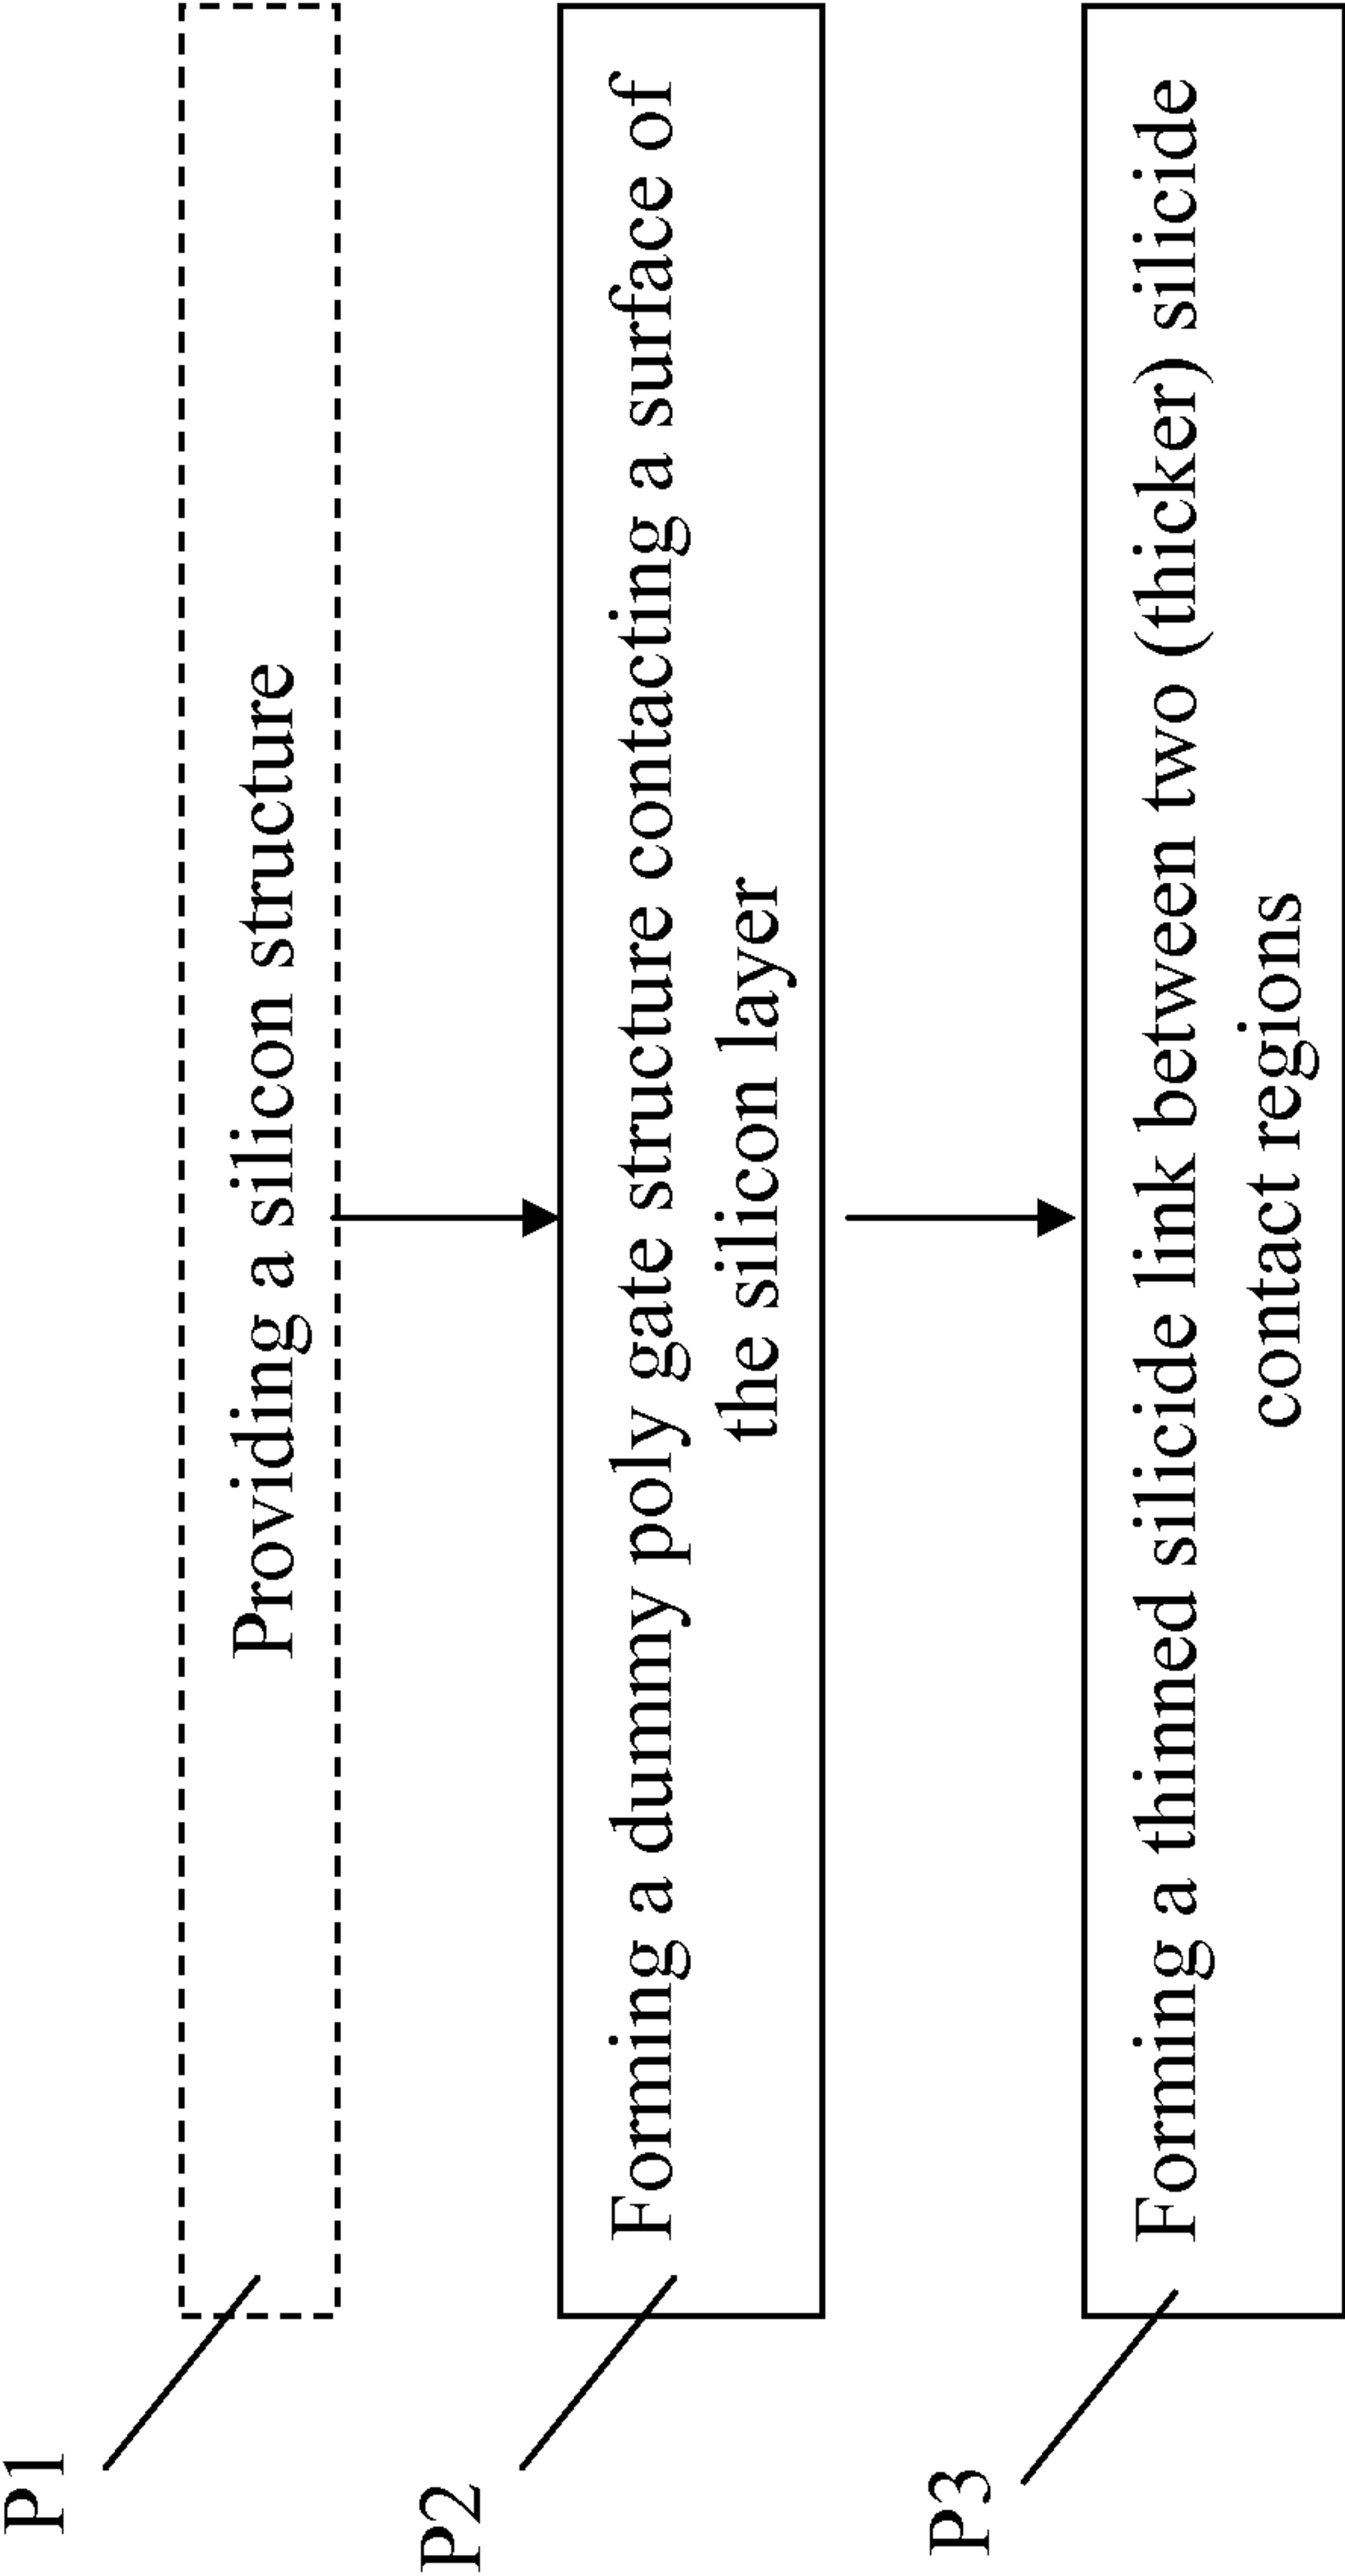 P1
Providing a silicon structure
P2
Forming a dummy poly gate structure contacting a surface of
the silicon layer
P3
Forming a thinned silicide link between two (thicker) silicide
contact regions